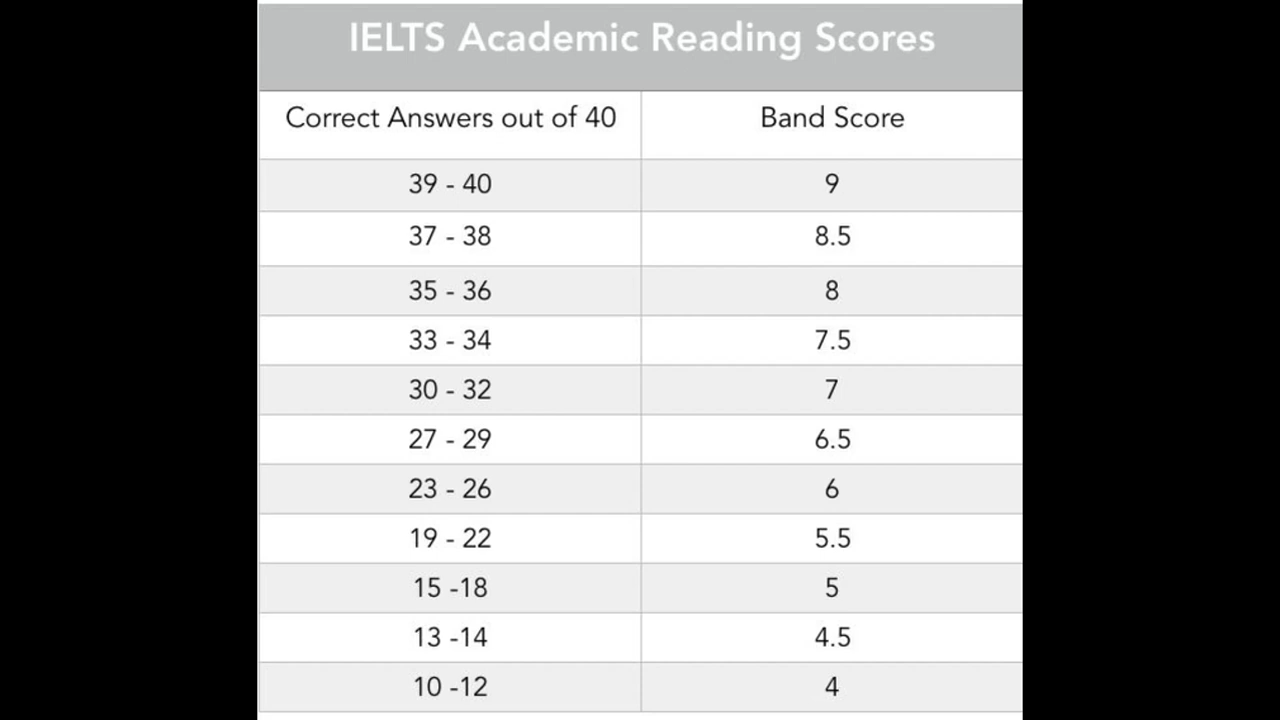 IELTS Academic Reading Scores
Correct Answers out of 40 Band Score
39 - 40 9
37 - 38 8.5
35 - 36 8
33 - 34 7.5
30 - 32 7
27 - 29 6.5
23 - 26 6
19 - 22 5.5
15 -18 5
13 -14 4.5
10 -12 4